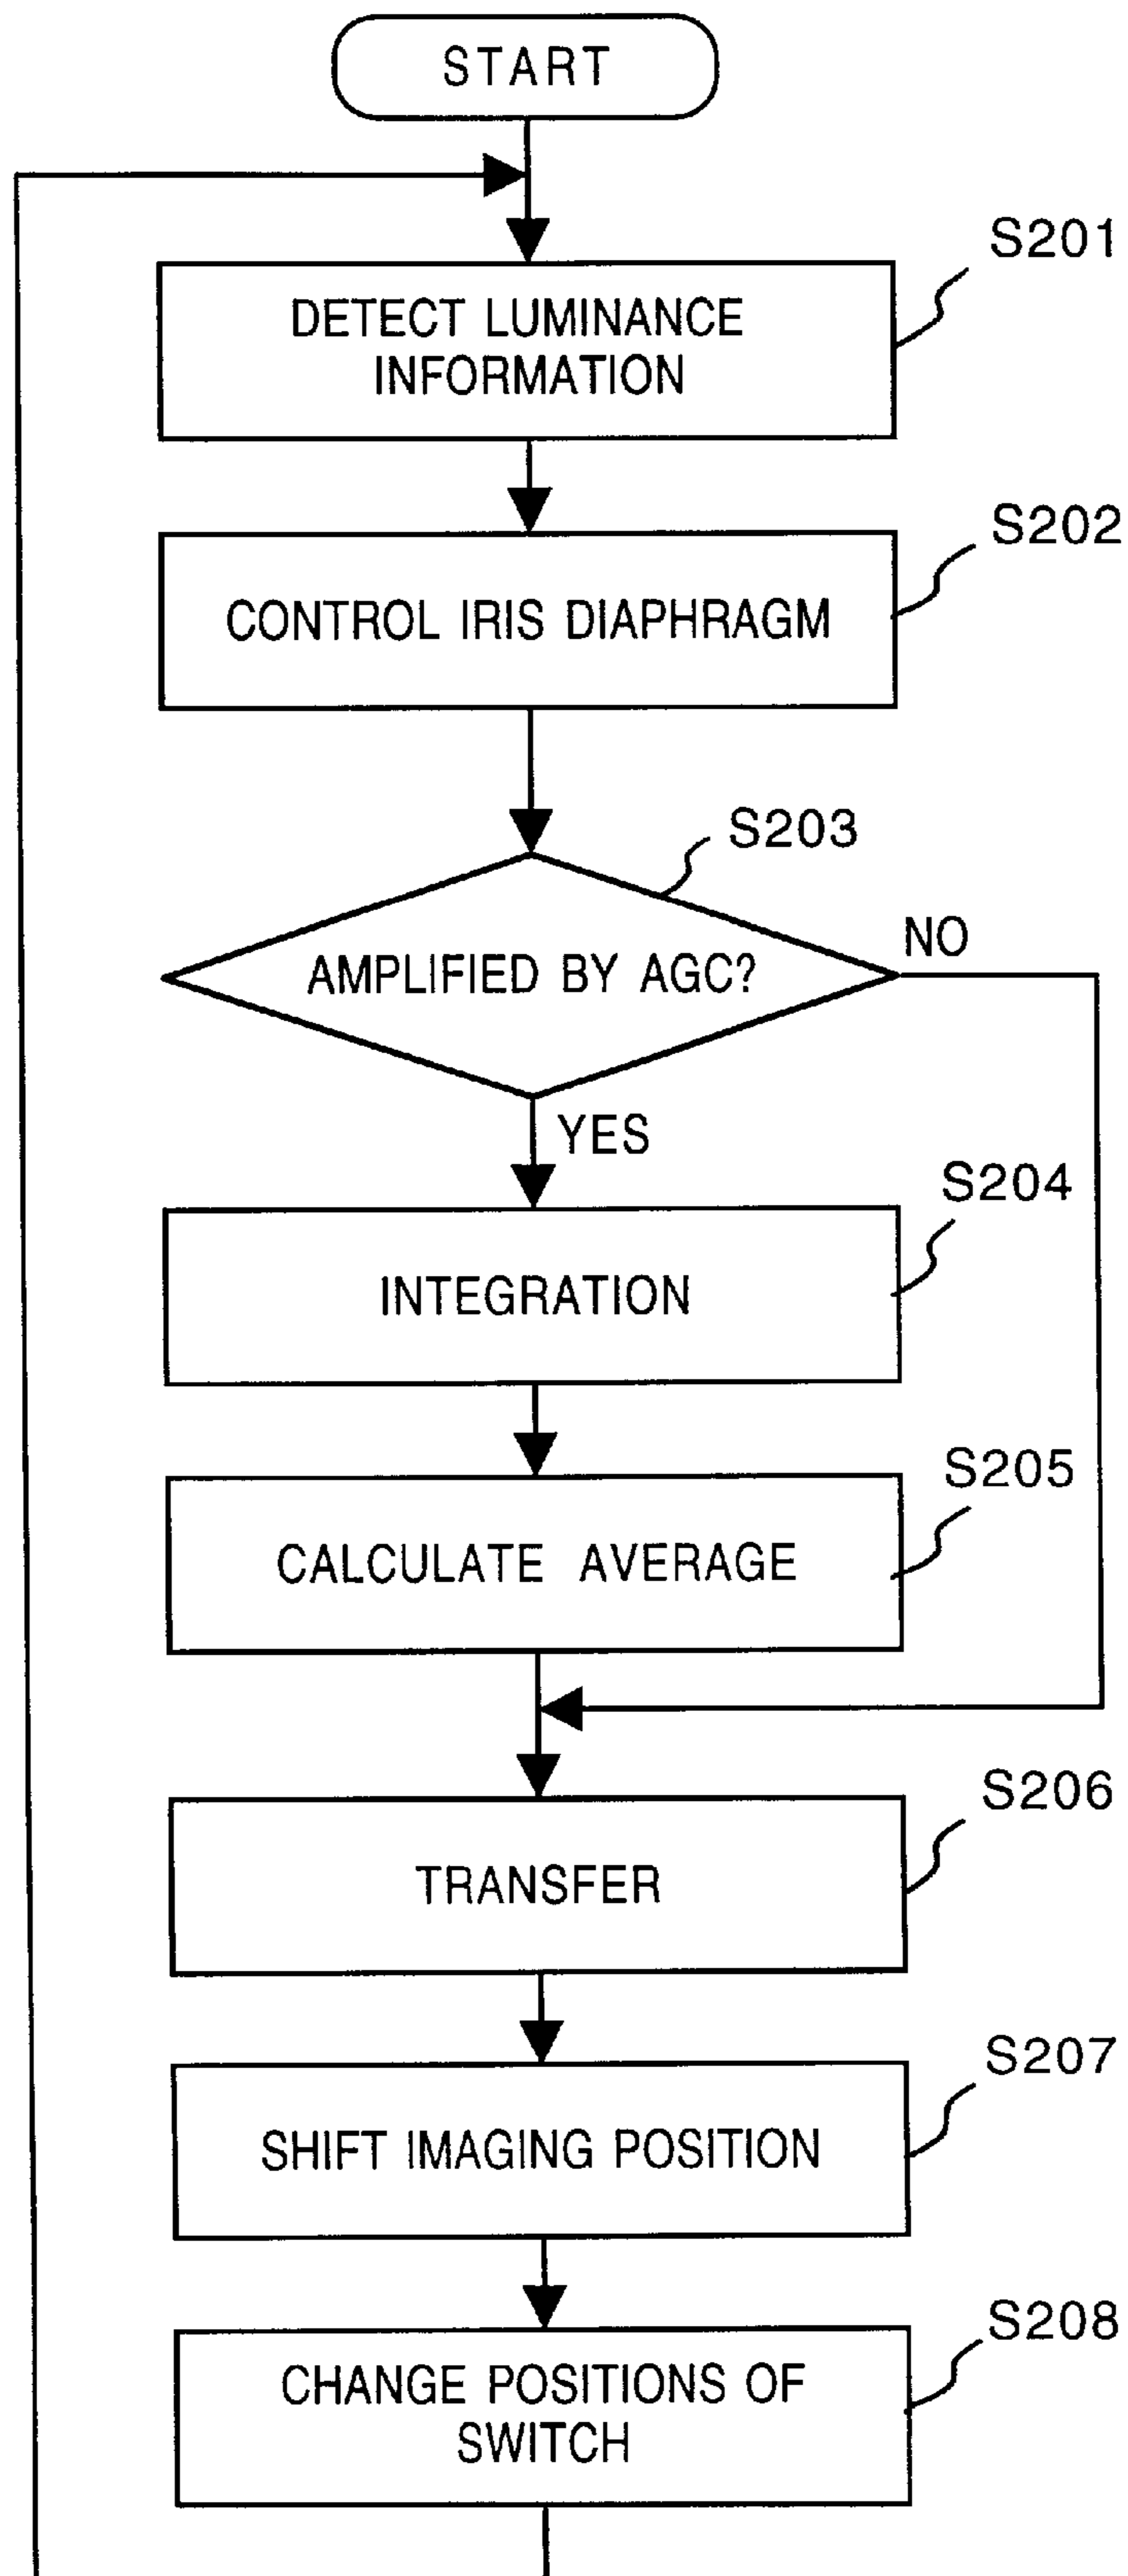 START
S201
DETECT LUMINANCE
INFORMATION
S202
CONTROL IRIS DIAPHRAGM
S203
AMPLIFIED BY AGC?
NO
YES
S204
INTEGRATION
S205
CALCULATE AVERAGE
S206
TRANSFER
S207
SHIFT IMAGING POSITION
S208
CHANGE POSITIONS OF
SWITCH